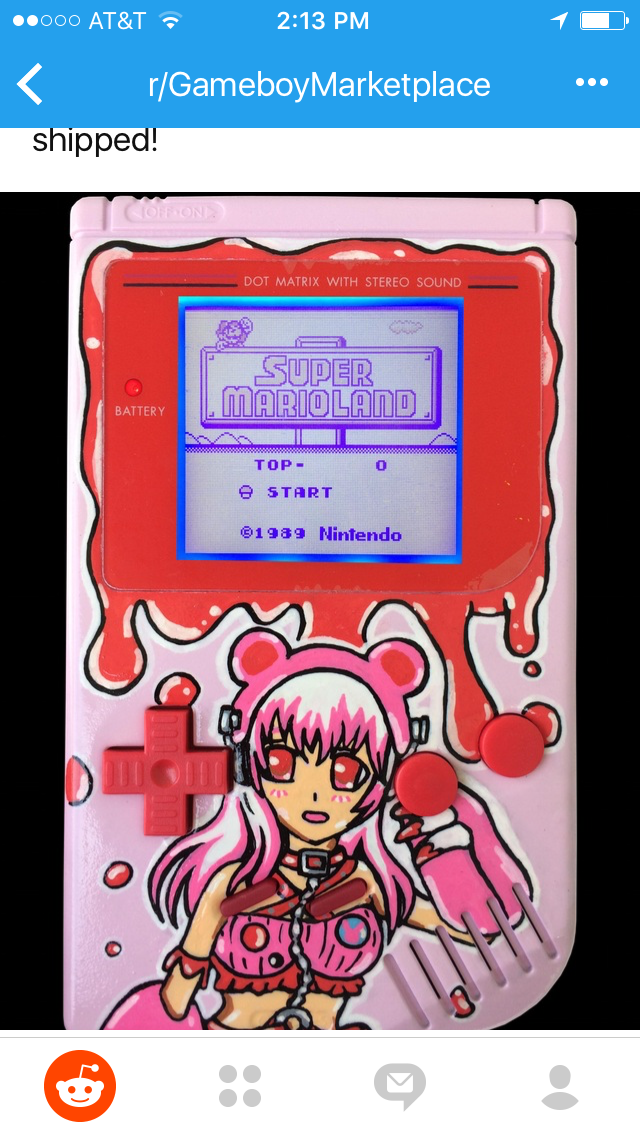 AT&T 2:13 PM
r/GameboyMarketplace
shipped!
OFF•ON
DOT MATRIX WITH STEREO SOUND
BATTERY
SUPER
MARIOLAND
TOP- 0
START
©1989 Nintendo